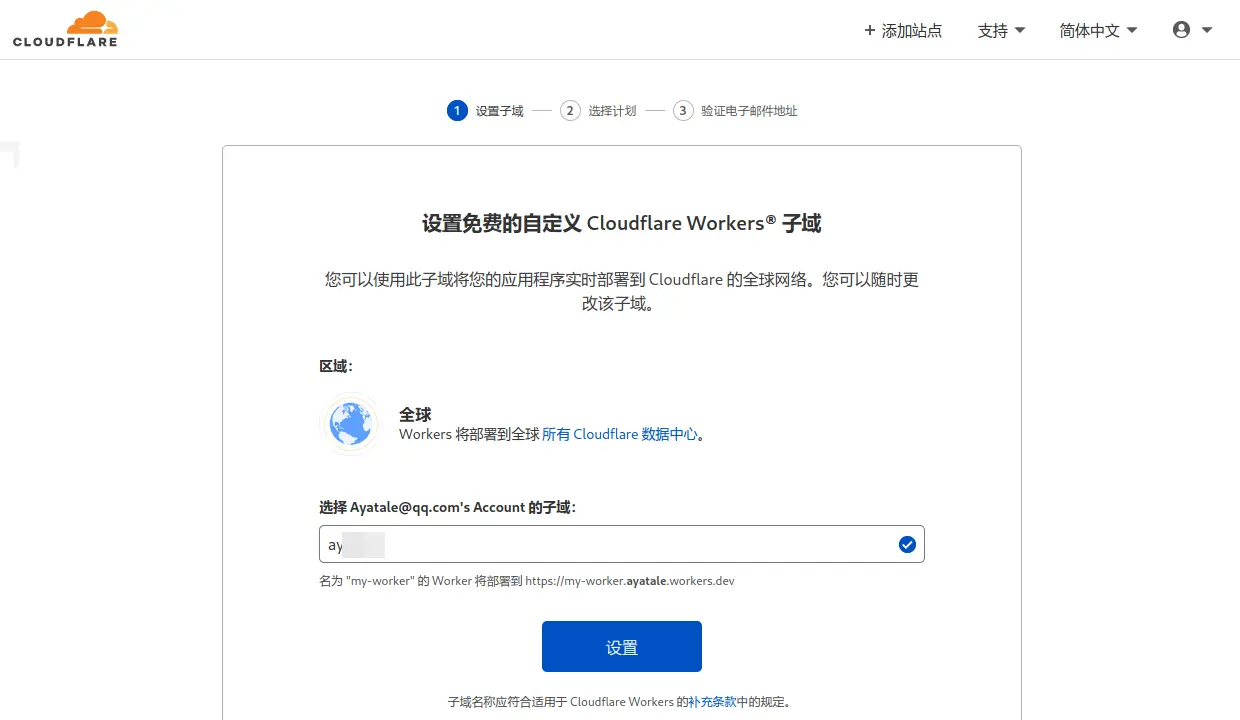 CLOUDFLARE
+ 添加站点 支持 简体中文
1 设置子域 2 选择计划 3 验证电子邮件地址
设置免费的自定义 Cloudflare Workers® 子域
您可以使用此子域将您的应用程序实时部署到 Cloudflare 的全球网络。您可以随时更
改该子域。
区域：
全球
Workers 将部署到全球 所有 Cloudflare 数据中心。
选择 Ayatale@qq.com's Account 的子域：
ay
名为 "my-worker" 的 Worker 将部署到 https://my-worker.ayatale.workers.dev
设置
子域名称应符合适用于 Cloudflare Workers 的补充条款中的规定。